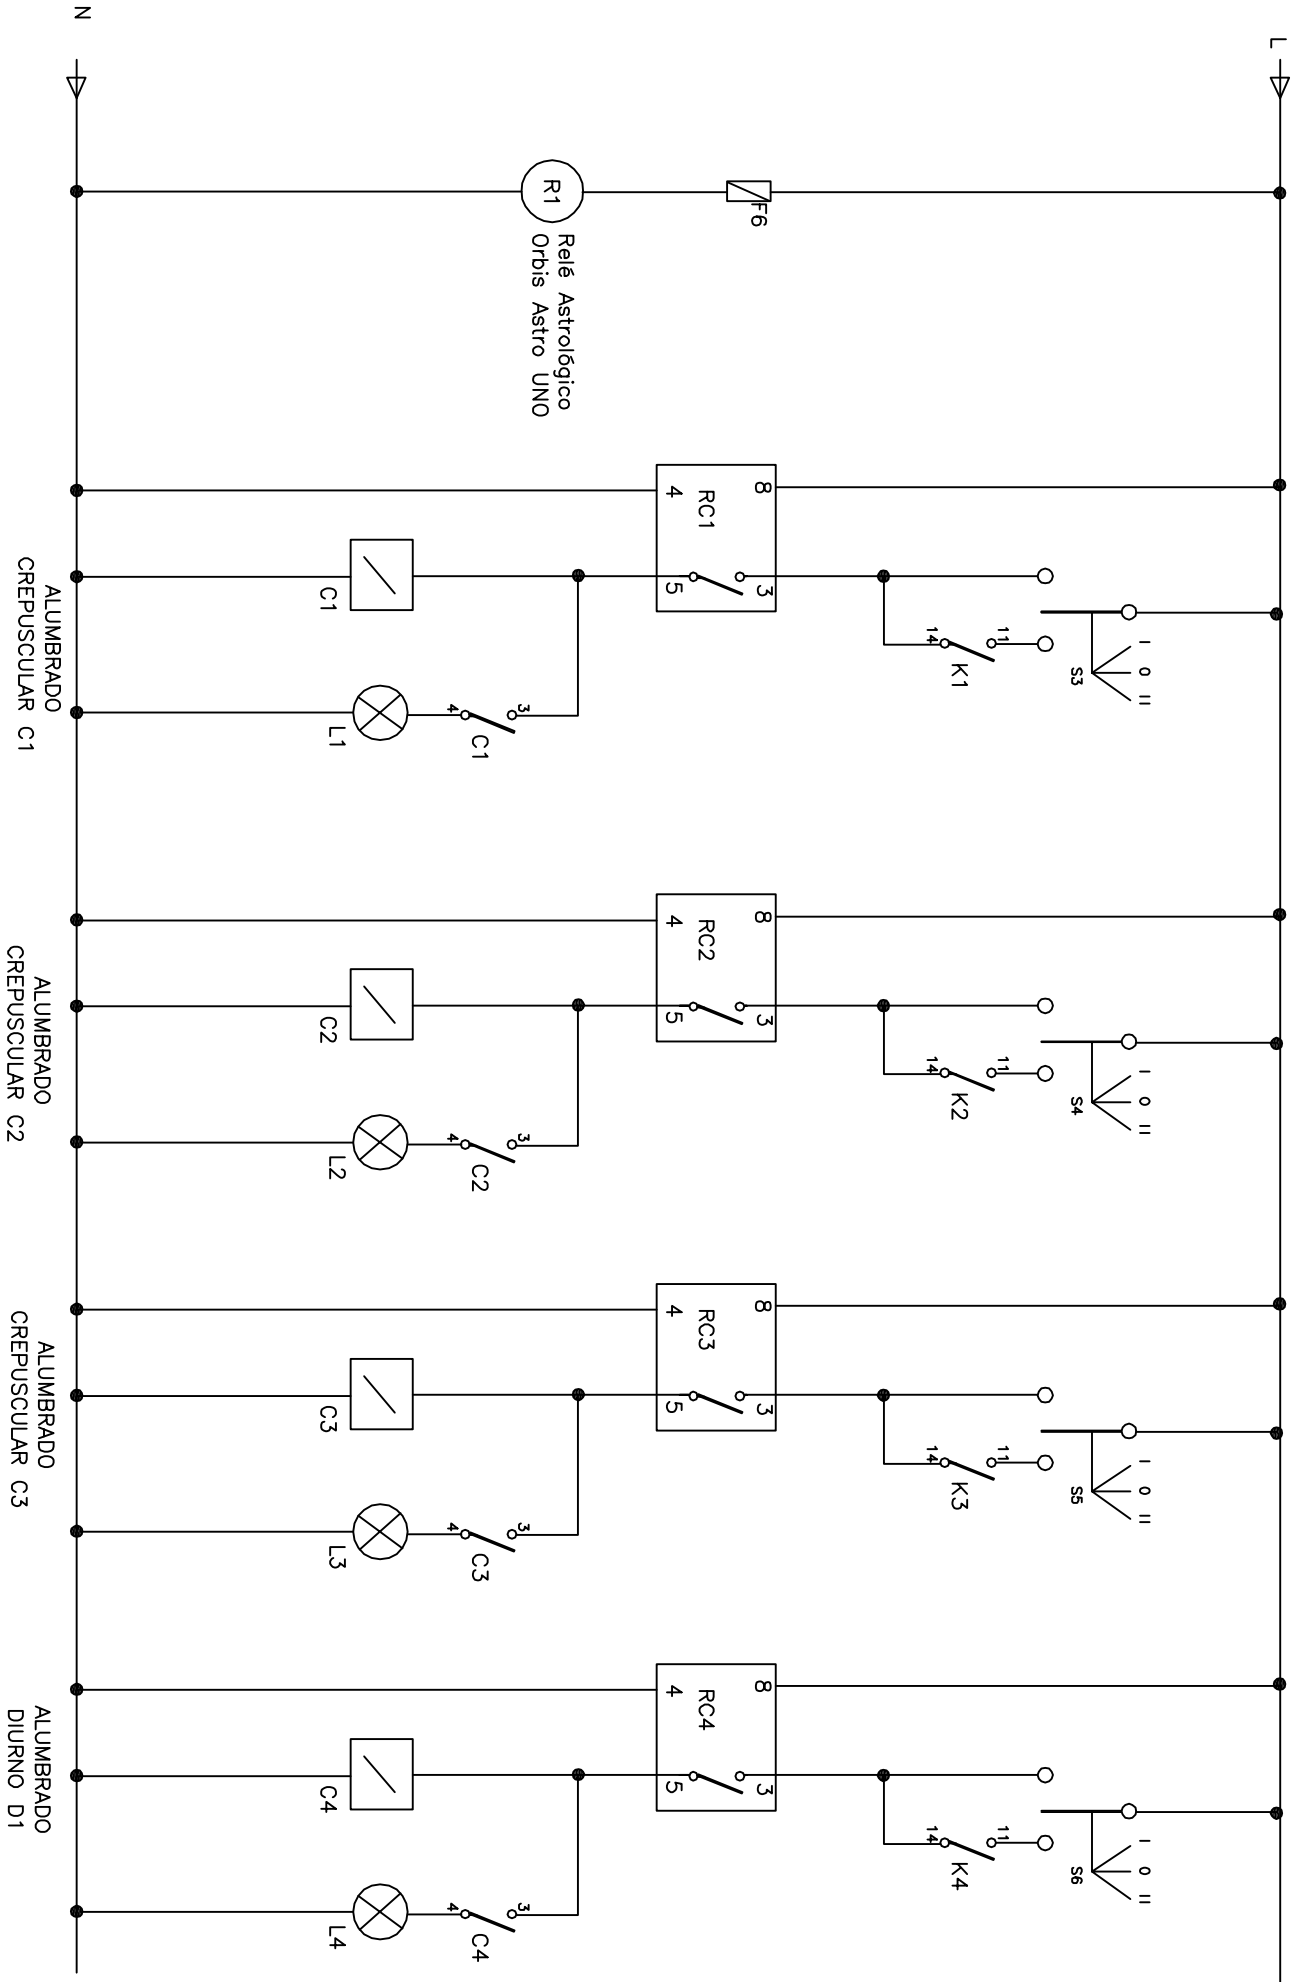 L
N
F6
R1
Relé Astrológico
Orbis Astro UNO
I 0 II
S3
11
14
K1
8
3
RC1
4
5
3
4
C1
C1
L1
ALUMBRADO
CREPUSCULAR C1
I 0 II
S4
11
14
K2
8
3
RC2
4
5
3
4
C2
C2
L2
ALUMBRADO
CREPUSCULAR C2
I 0 II
S5
11
14
K3
8
3
RC3
4
5
3
4
C3
C3
L3
ALUMBRADO
CREPUSCULAR C3
I 0 II
S6
11
14
K4
8
3
RC4
4
5
3
4
C4
C4
L4
ALUMBRADO
DIURNO D1